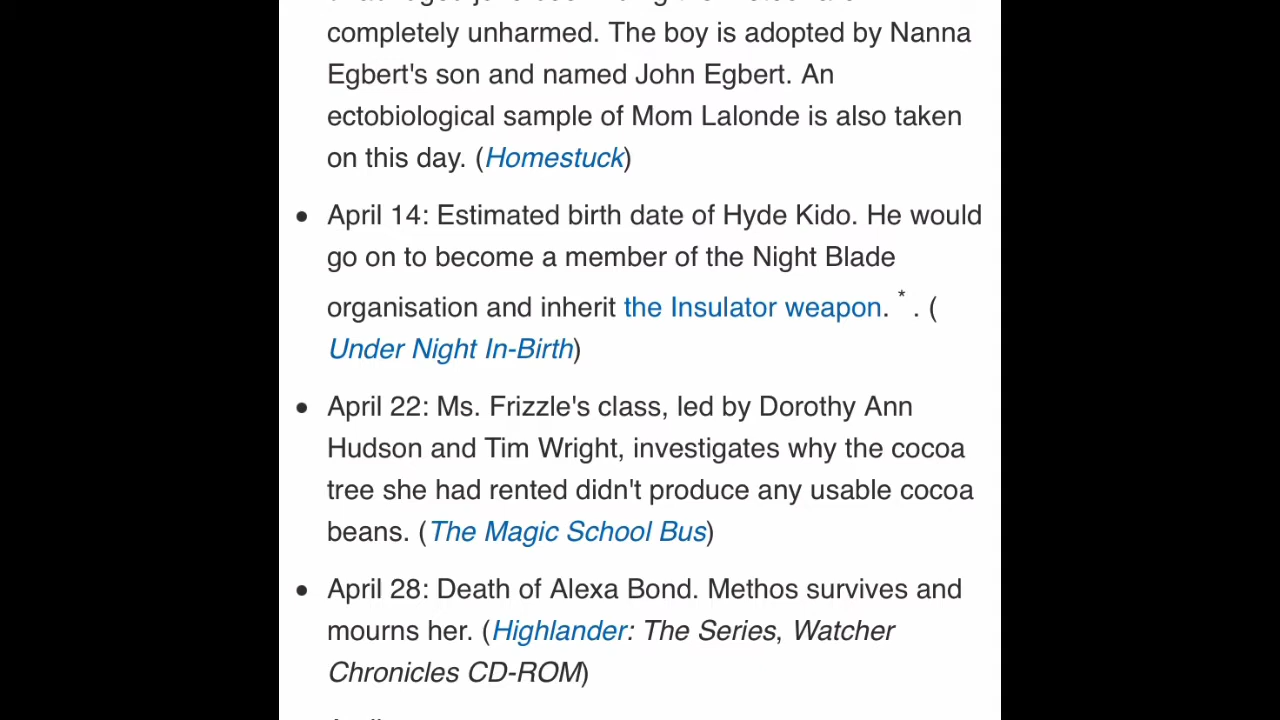 completely unharmed. The boy is adopted by Nanna
Egbert's son and named John Egbert. An
ectobiological sample of Mom Lalonde is also taken
on this day. (Homestuck)
• April 14: Estimated birth date of Hyde Kido. He would
go on to become a member of the Night Blade
organisation and inherit the Insulator weapon. * . (
Under Night In-Birth)
• April 22: Ms. Frizzle's class, led by Dorothy Ann
Hudson and Tim Wright, investigates why the cocoa
tree she had rented didn't produce any usable cocoa
beans. (The Magic School Bus)
• April 28: Death of Alexa Bond. Methos survives and
mourns her. (Highlander: The Series, Watcher
Chronicles CD-ROM)